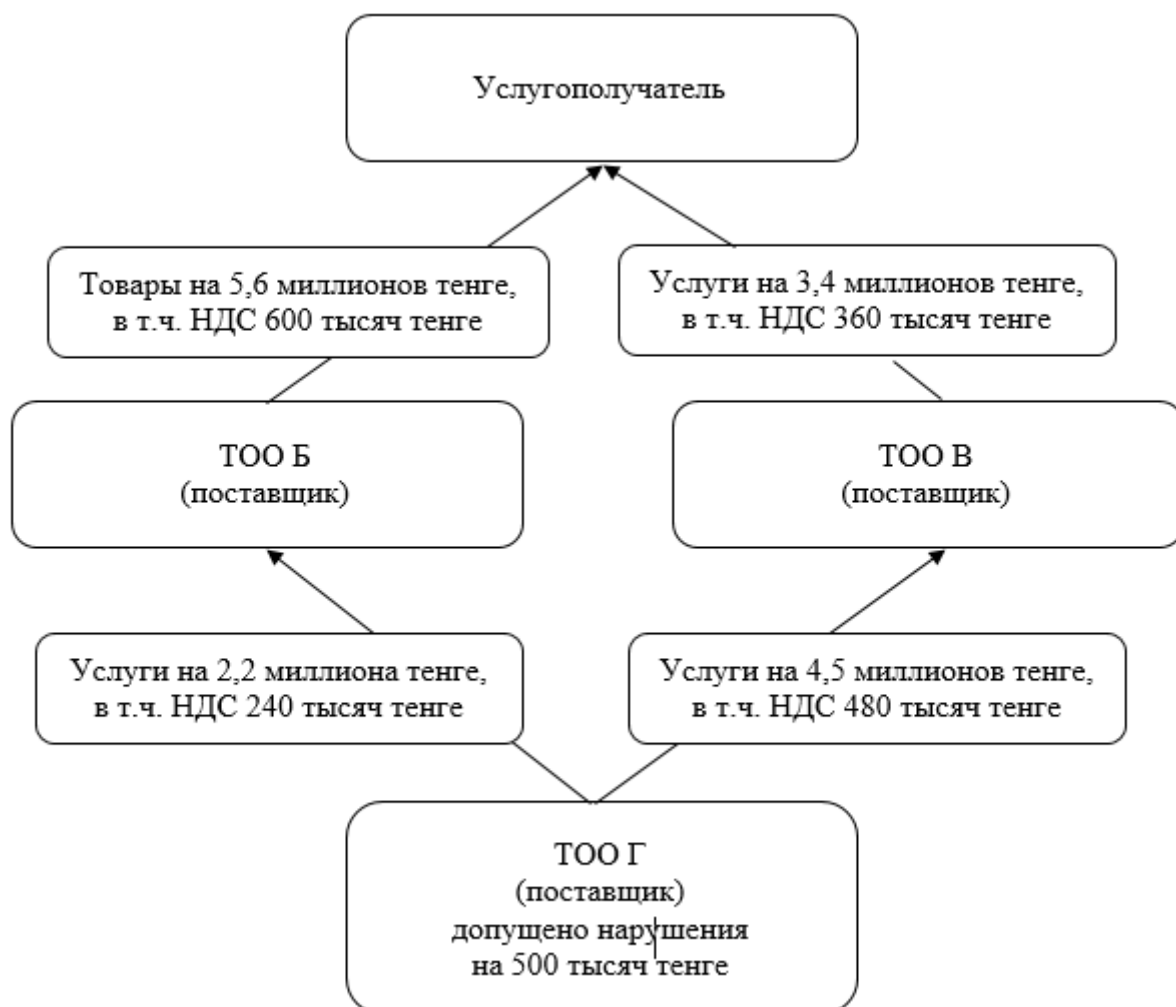 Услугополучатель
Товары на 5,6 миллионов тенге,
в т.ч. НДС 600 тысяч тенге
Услуги на 3,4 миллионов тенге,
в т.ч. НДС 360 тысяч тенге
ТОО Б
(поставщик)
ТОО В
(поставщик)
Услуги на 2,2 миллиона тенге,
в т.ч. НДС 240 тысяч тенге
Услуги на 4,5 миллионов тенге,
в т.ч. НДС 480 тысяч тенге
ТОО Г
(поставщик)
допущено нарушения
на 500 тысяч тенге